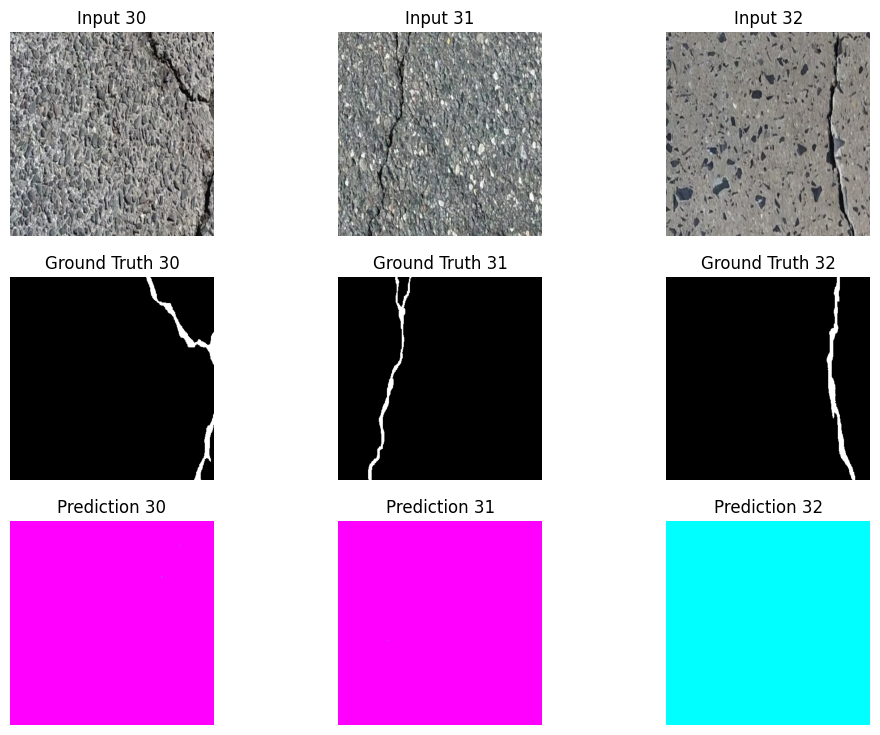 Input 30
Input 31
Input 32
Ground Truth 30
Ground Truth 31
Ground Truth 32
Prediction 30
Prediction 31
Prediction 32